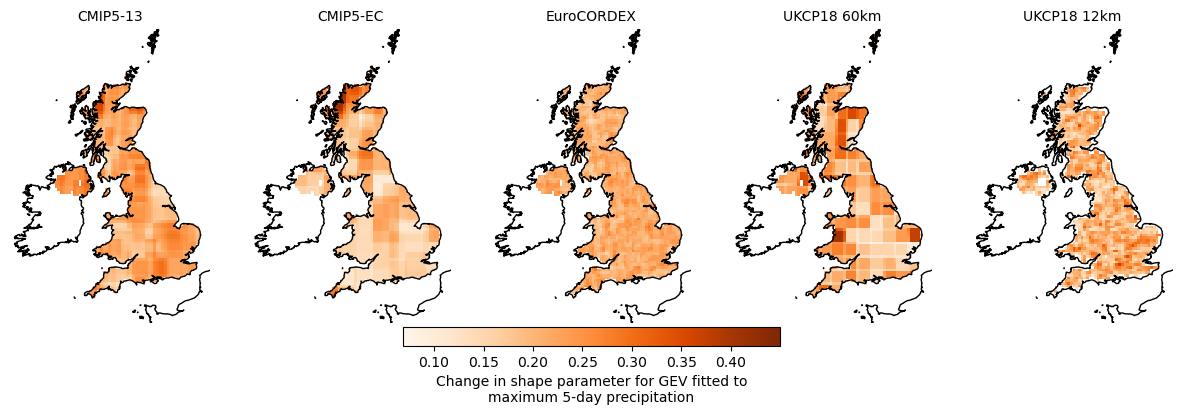 CMIP5-13
CMIP5-EC
EuroCORDEX
UKCP18 60km
UKCP18 12km
0.10 0.15 0.20 0.25 0.30 0.35 0.40
Change in shape parameter for GEV fitted to
maximum 5-day precipitation